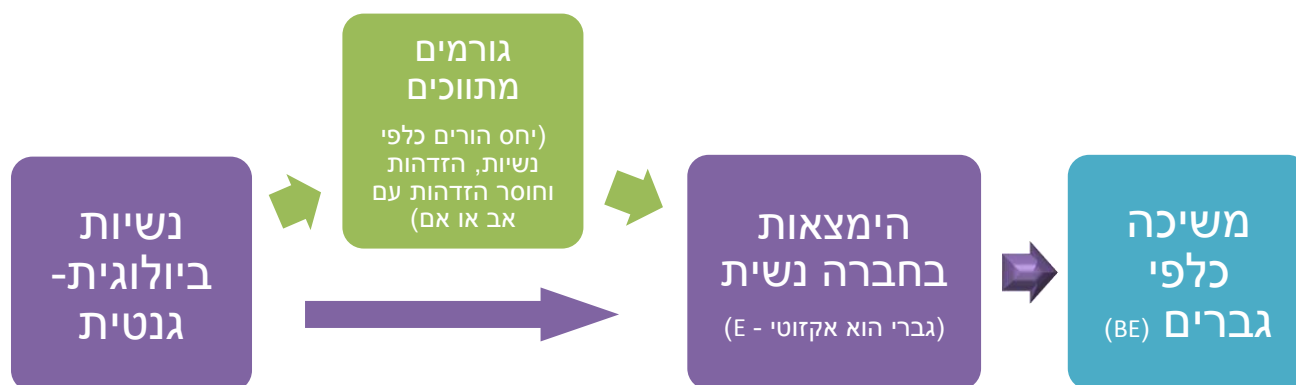 נשיות
ביולוגית-
גנטית
גורמים
מתווכים
(יחס הורים כלפי
נשיות, הזדהות
וחוסר הזדהות עם
אב או אם)
הימצאות
בחברה נשית
(גברי הוא אקזוטי - E)
משיכה
כלפי
גברים (BE)